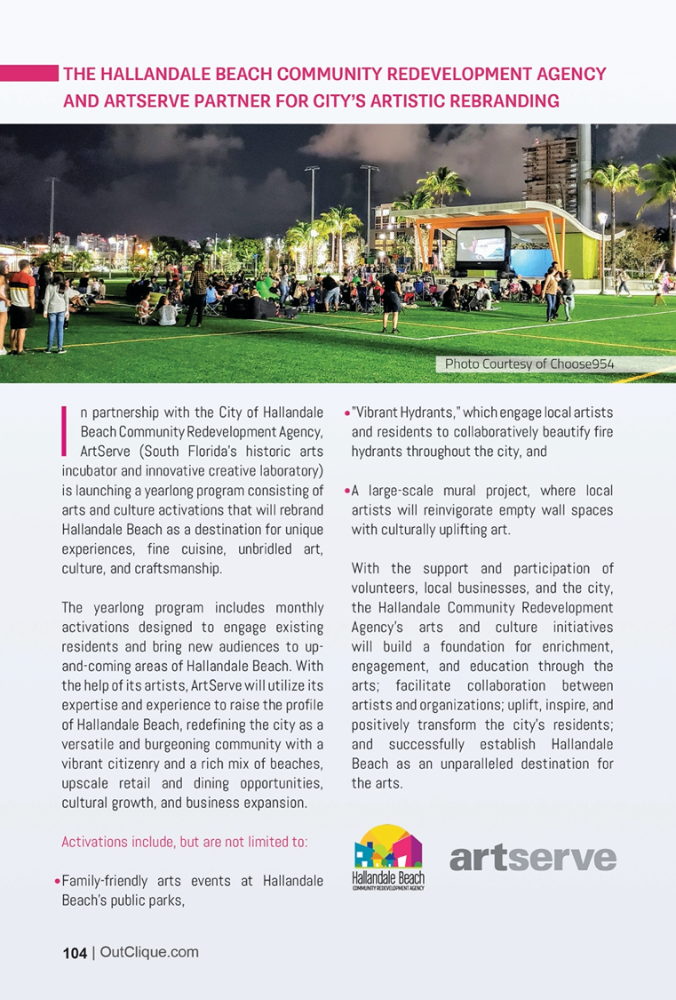 THE HALLANDALE BEACH COMMUNITY REDEVELOPMENT AGENCY
AND ARTSERVE PARTNER FOR CITY'S ARTISTIC REBRANDING
Photo Courtesy of Choose954
In partnership with the City of Hallandale
Beach Community Redevelopment Agency,
ArtServe (South Florida's historic arts
incubator and innovative creative laboratory)
is launching a yearlong program consisting of
arts and culture activations that will rebrand
Hallandale Beach as a destination for unique
experiences, fine cuisine, unbridled art,
culture, and craftsmanship.
The yearlong program includes monthly
activations designed to engage existing
residents and bring new audiences to up-
and-coming areas of Hallandale Beach. With
the help of its artists, ArtServe will utilize its
expertise and experience to raise the profile
of Hallandale Beach, redefining the city as a
versatile and burgeoning community with a
vibrant citizenry and a rich mix of beaches,
upscale retail and dining opportunities,
cultural growth, and business expansion.
Activations include, but are not limited to:
•Family-friendly arts events at Hallandale
Beach's public parks,
•"Vibrant Hydrants," which engage local artists
and residents to collaboratively beautify fire
hydrants throughout the city, and
•A large-scale mural project, where local
artists will reinvigorate empty wall spaces
with culturally uplifting art.
With the support and participation of
volunteers, local businesses, and the city,
the Hallandale Community Redevelopment
Agency's arts and culture initiatives
will build a foundation for enrichment,
engagement, and education through the
arts; facilitate collaboration between
artists and organizations; uplift, inspire, and
positively transform the city's residents;
and successfully establish Hallandale
Beach as an unparalleled destination for
the arts.
Hallandale Beach
COMMUNITY REDEVELOPMENT AGENCY
artserve
104 | OutClique.com